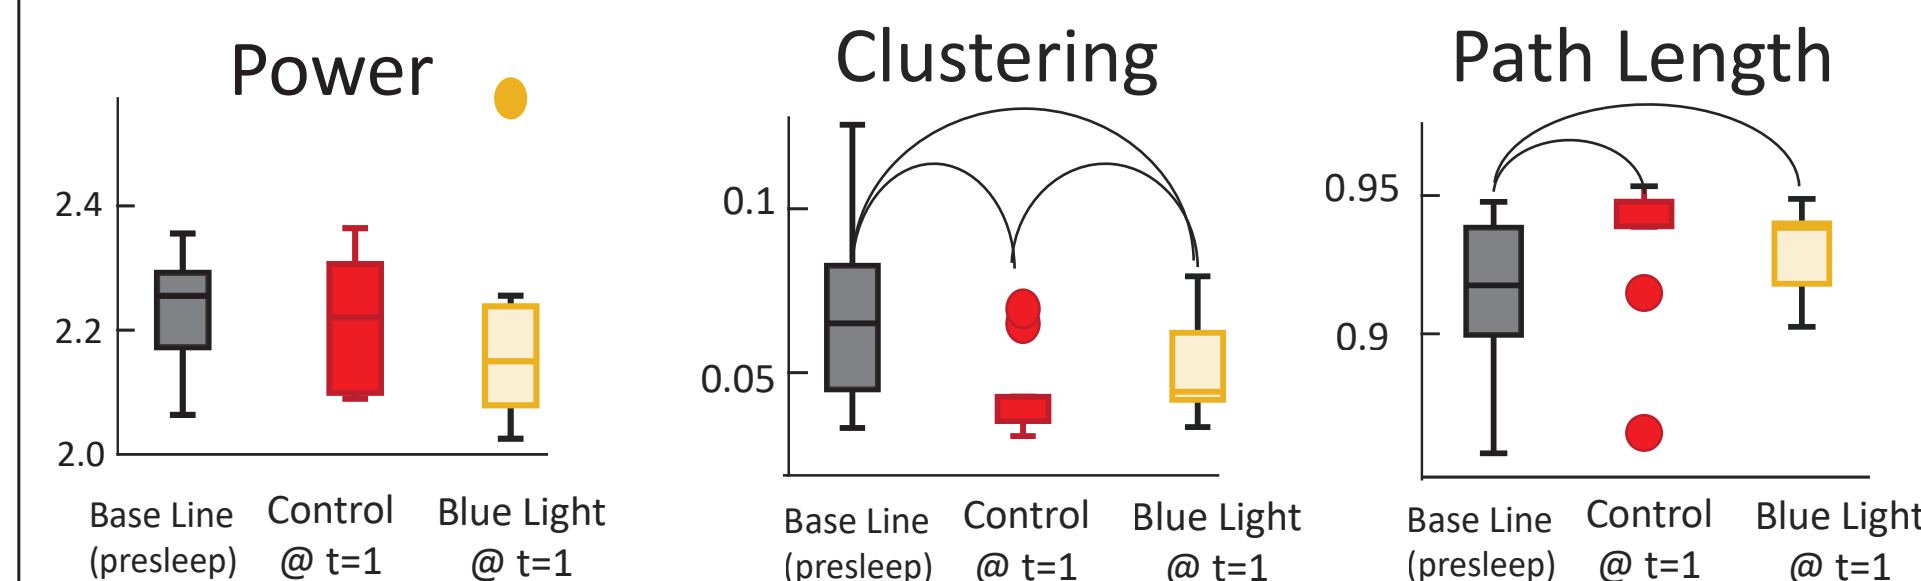 Power
2.4
2.2
2.0
Base Line
(presleep)
Control
@ t=1
Blue Light
@ t=1
Clustering
0.1
0.05
Base Line
(presleep)
Control
@ t=1
Blue Light
@ t=1
Path Length
0.95
0.9
Base Line
(presleep)
Control
@ t=1
Blue Light
@ t=1